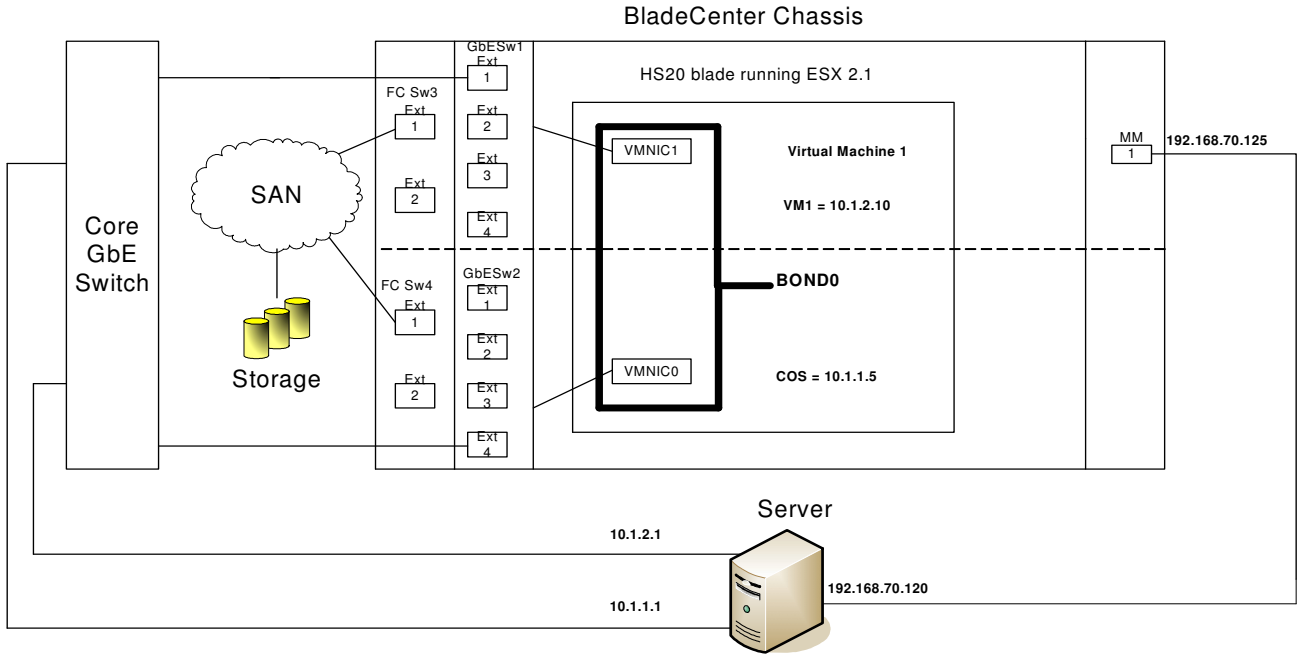 BladeCenter Chassis
GbESw1
Ext
1
HS20 blade running ESX 2.1
FC Sw3
Ext
1
Ext
2
VMNIC1
Virtual Machine 1
MM
1
192.168.70.125
Ext
3
SAN
Ext
2
VM1 = 10.1.2.10
Ext
4
Core
GbE
Switch
GbESw2
BOND0
FC Sw4
Ext
1
Ext
1
Ext
2
Storage
VMNIC0
COS = 10.1.1.5
Ext
2
Ext
3
Ext
4
Server
10.1.2.1
192.168.70.120
10.1.1.1